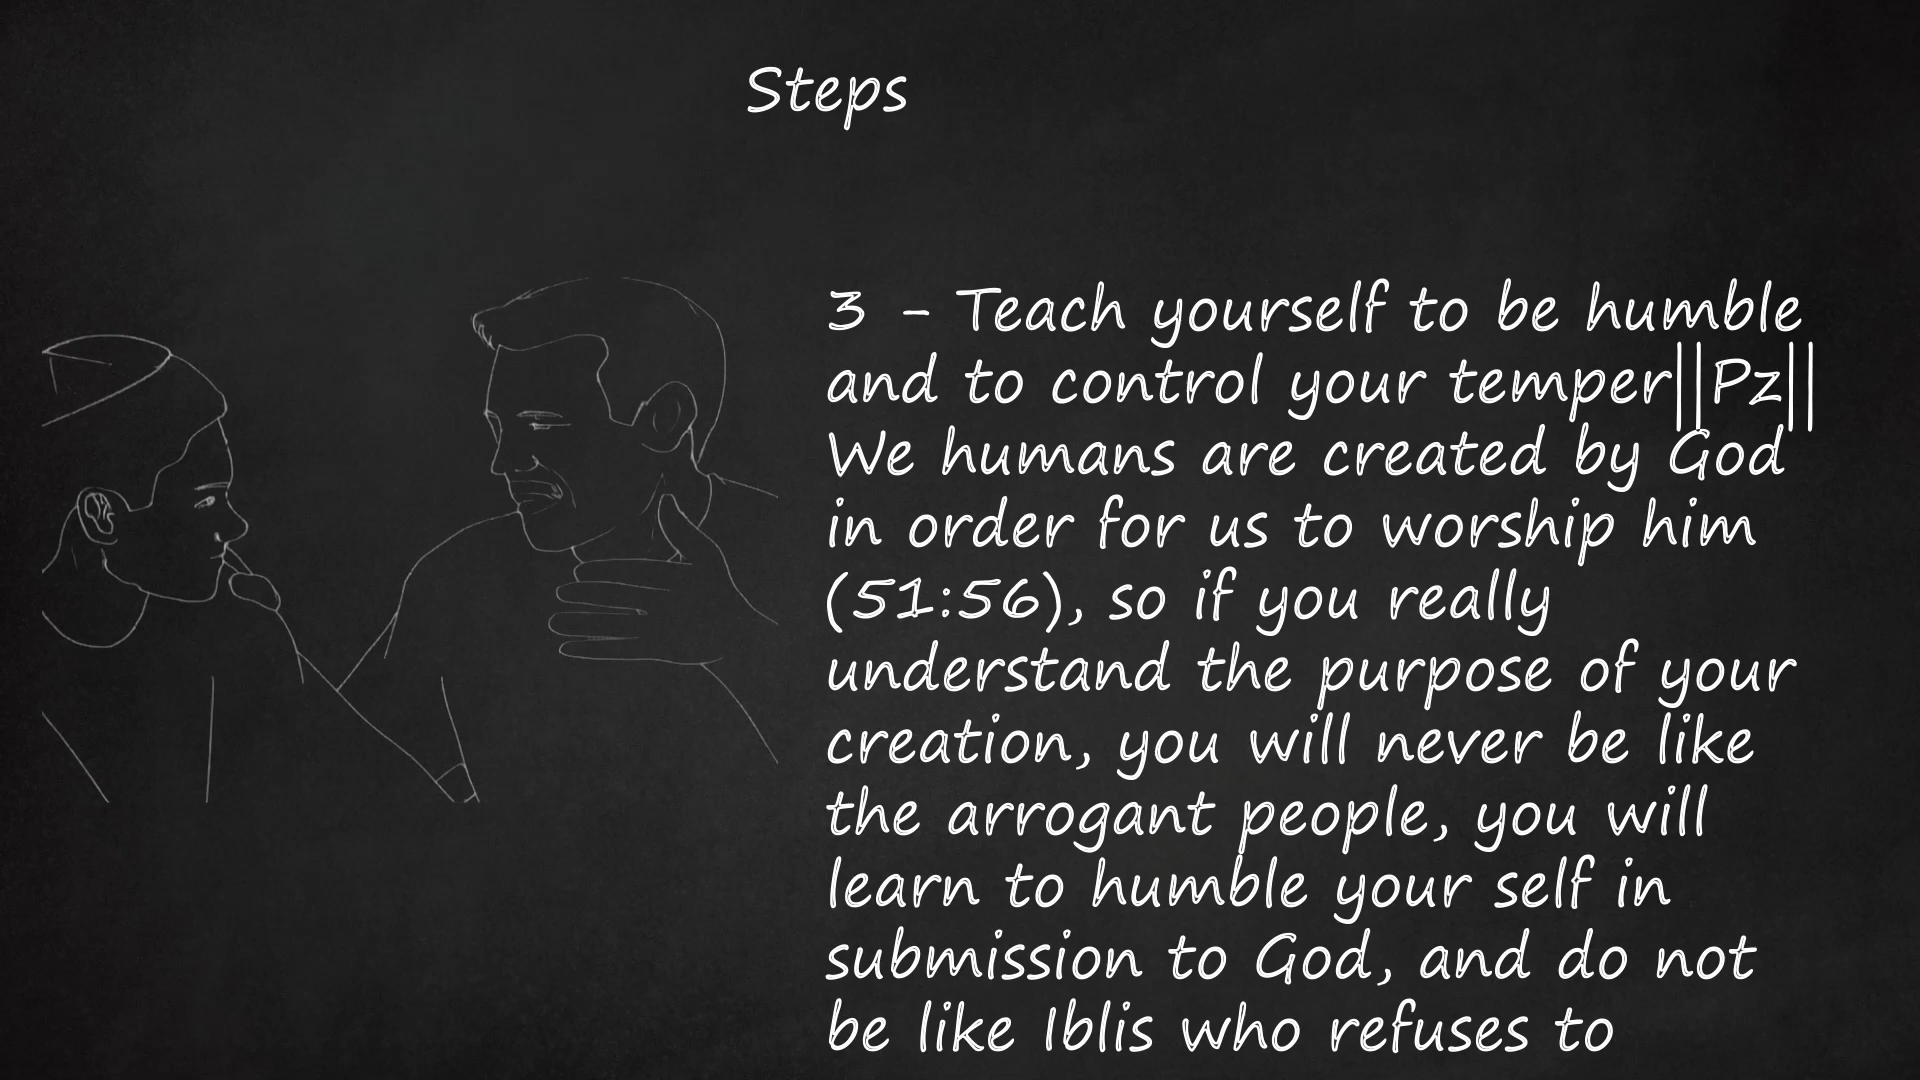 Steps
3 - Teach yourself to be humble
and to control your temper||Pz||
We humans are created by God
in order for us to worship him
(51:56), so if you really
understand the purpose of your
creation, you will never be like
the arrogant people, you will
learn to humble your self in
submission to God, and do not
be like Iblis who refuses to